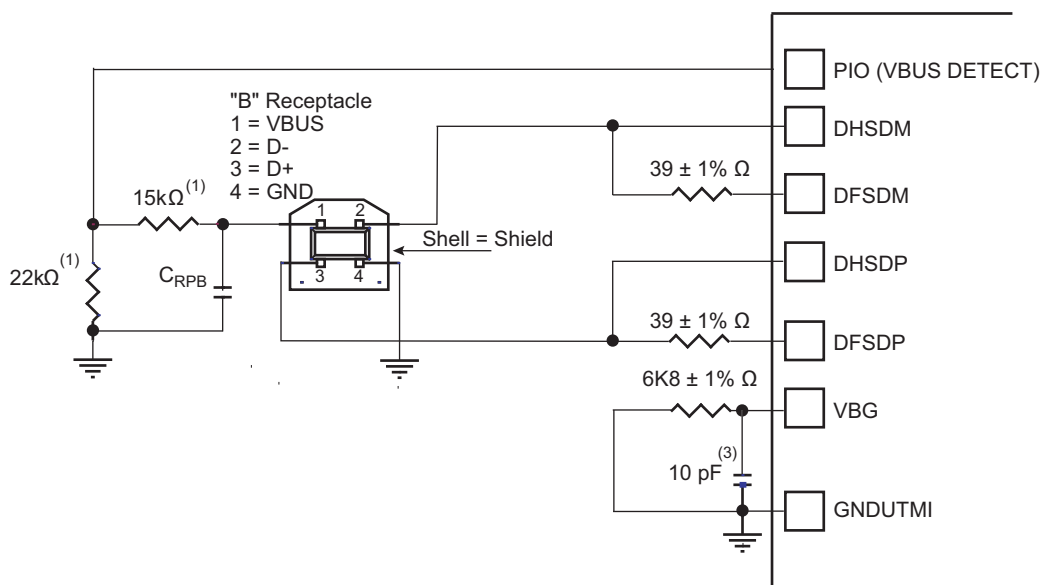 PIO (VBUS DETECT)
"B" Receptacle
1 = VBUS
2 = D-
3 = D+
4 = GND
DHSDM
39 ± 1% Ω
DFSDM
15kΩ(1)
1 2
Shell = Shield
3 4
22kΩ(1)
CRPB
DHSDP
39 ± 1% Ω
DFSDP
6K8 ± 1% Ω
VBG
10 pF(3)
GNDUTMI